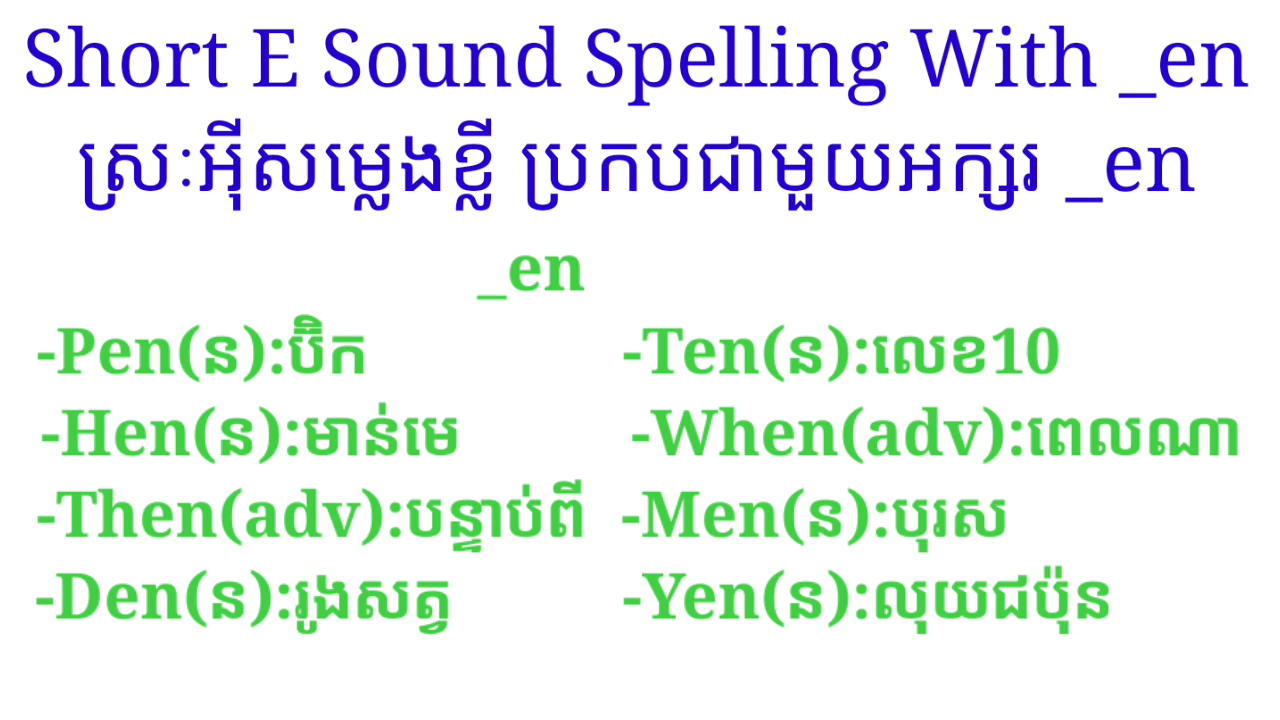 Short E Sound Spelling With _en
ស្រៈអ៊ីសម្លេងខ្លី ប្រកបជាមួយអក្សរ _en
_en
-Pen(ន):ប៊ិក -Ten(ន):លេខ10
-Hen(ន):មាន់មេ -When(adv):ពេលណា
-Then(adv):បន្ទាប់ពី -Men(ន):បុរស
-Den(ន):រូងសត្វ -Yen(ន):លុយជប៉ុន